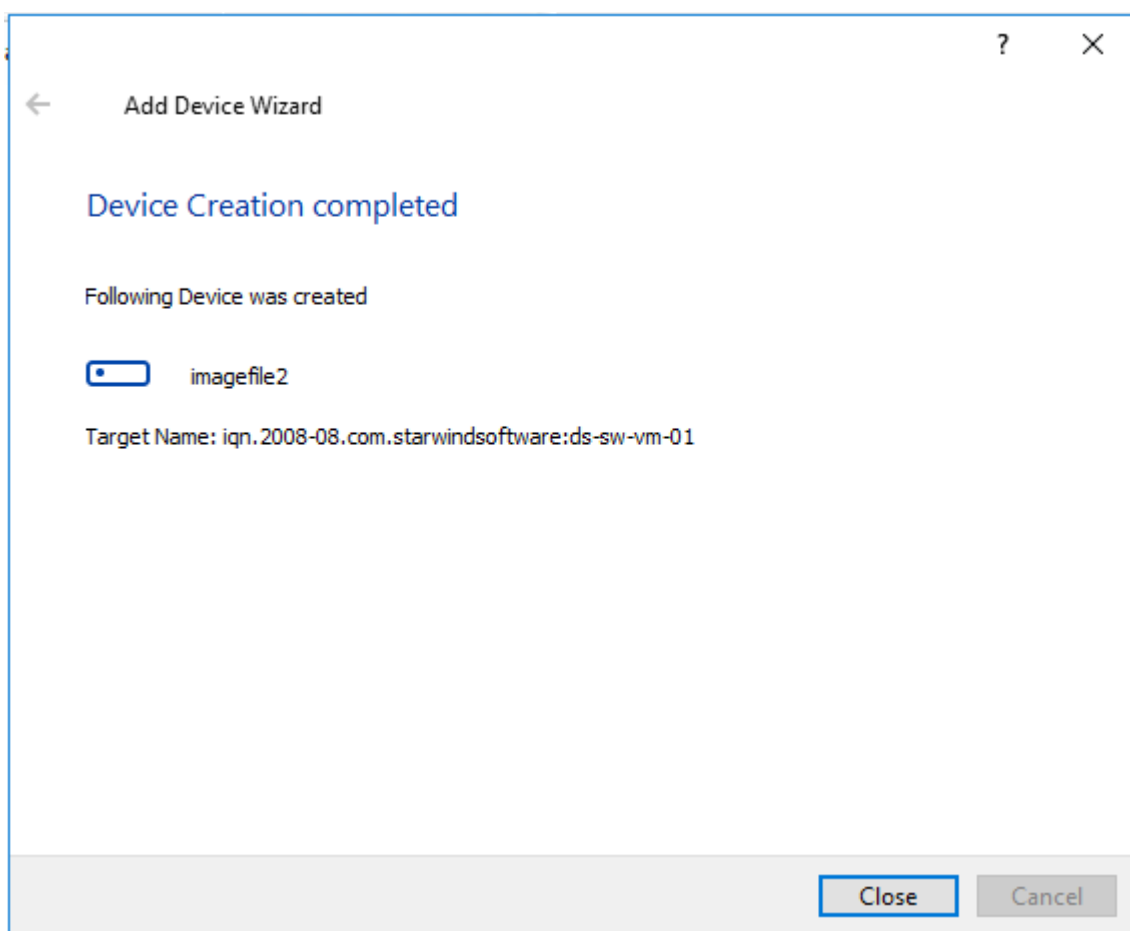 ?
Add Device Wizard
Device Creation completed
Following Device was created
imagefile2
Target Name: iqn.2008-08.com.starwindsoftware:ds-sw-vm-01
Close Cancel